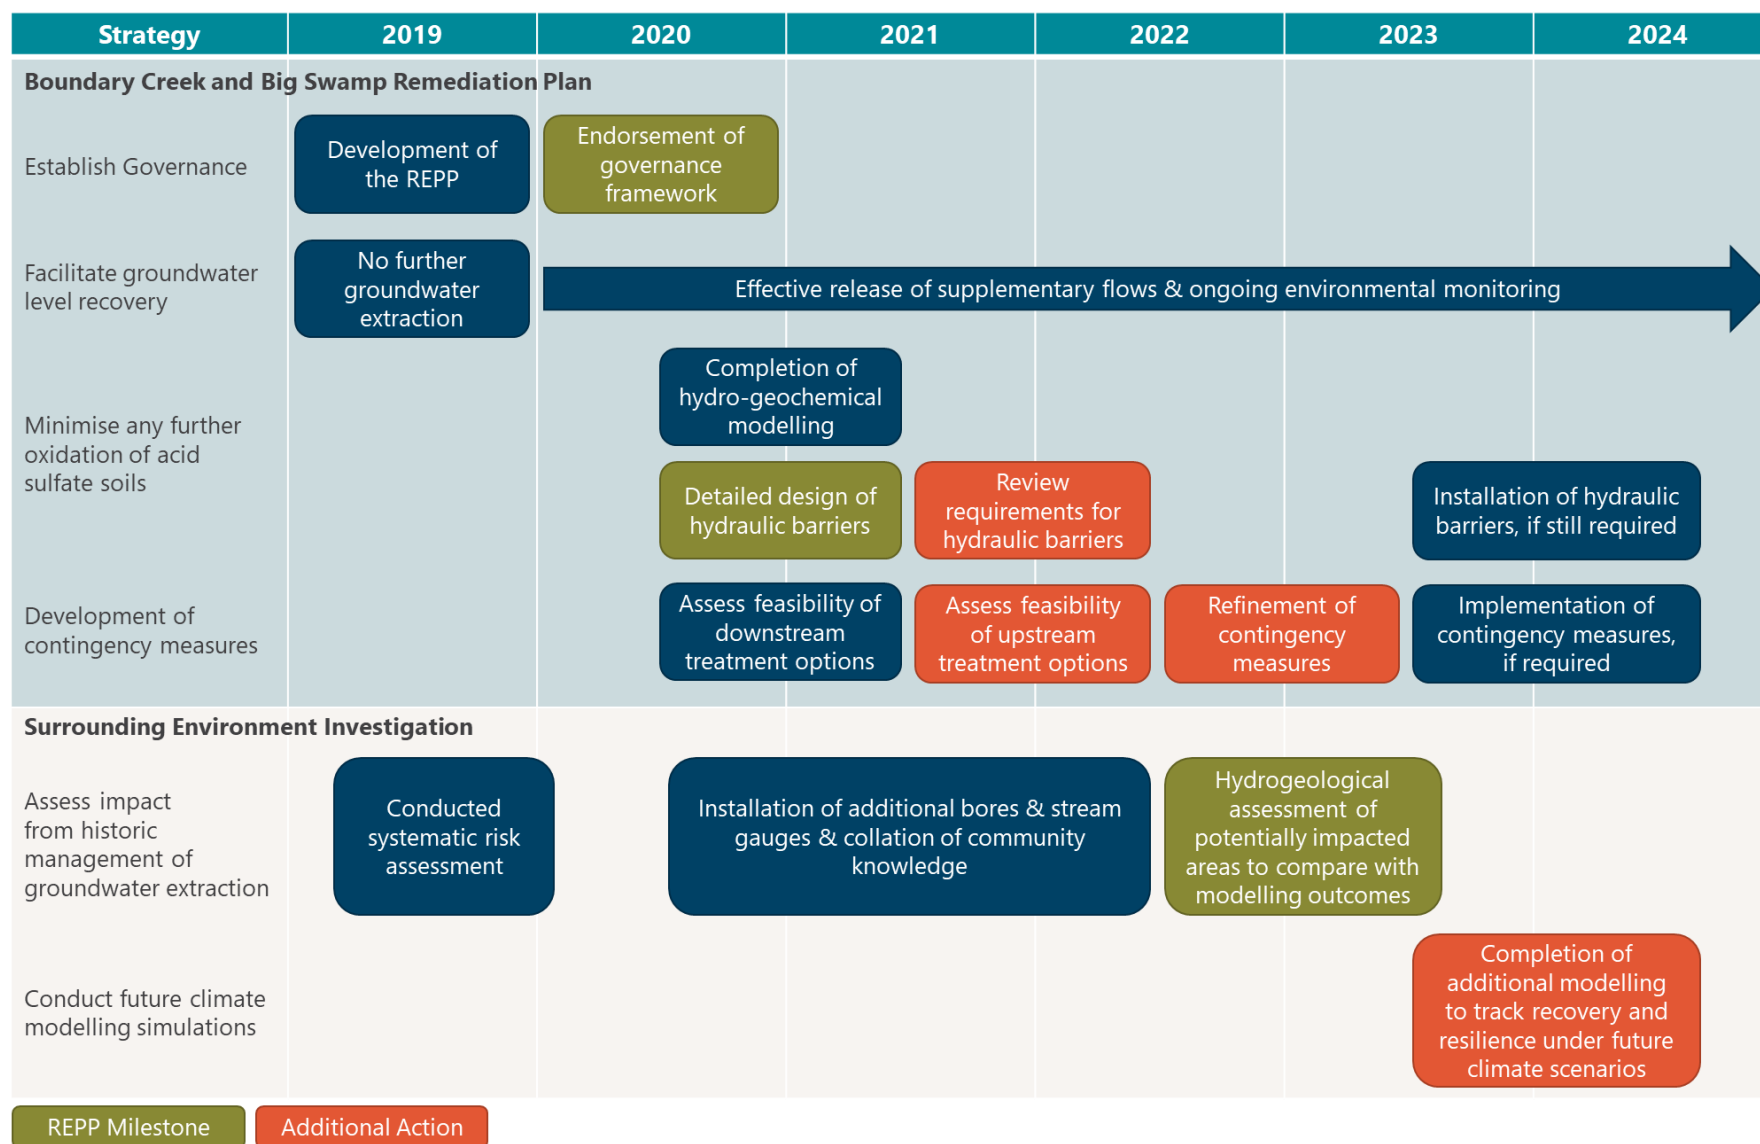 Strategy 2019 2020 2021 2022 2023 2024
Boundary Creek and Big Swamp Remediation Plan
Establish Governance
Development of
the REPP
Endorsement of
governance
framework
Facilitate groundwater
level recovery
No further
groundwater
extraction
Effective release of supplementary flows & ongoing environmental monitoring
Minimise any further
oxidation of acid
sulfate soils
Completion of
hydro-geochemical
modelling
Detailed design of
hydraulic barriers
Review
requirements for
hydraulic barriers
Installation of hydraulic
barriers, if still required
Development of
contingency measures
Assess feasibility of
downstream
treatment options
Assess feasibility
of upstream
treatment options
Refinement of
contingency
measures
Implementation of
contingency measures,
if required
Surrounding Environment Investigation
Assess impact
from historic
management of
groundwater extraction
Conducted
systematic risk
assessment
Installation of additional bores & stream
gauges & collation of community
knowledge
Hydrogeological
assessment of
potentially impacted
areas to compare with
modelling outcomes
Conduct future climate
modelling simulations
Completion of
additional modelling
to track recovery and
resilience under future
climate scenarios
REPP Milestone
Additional Action